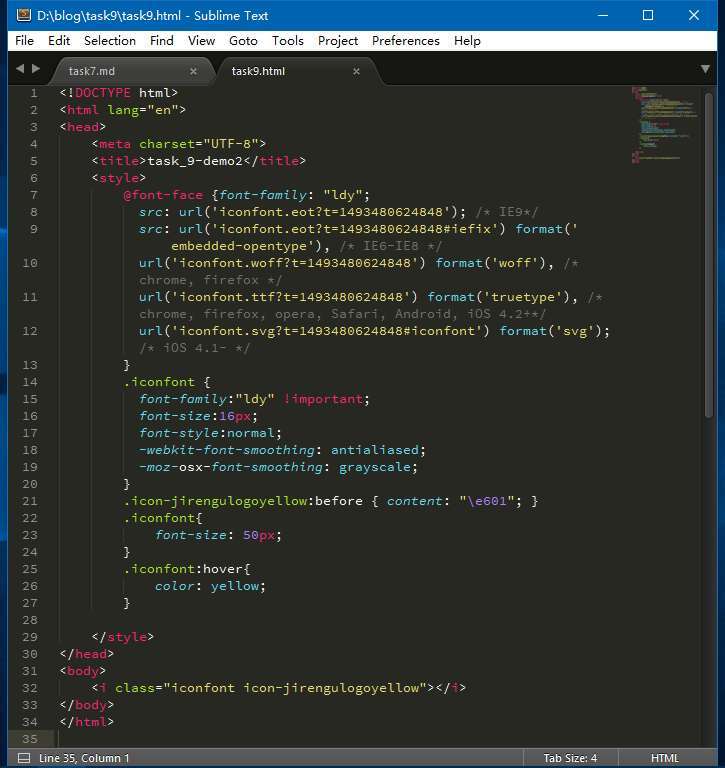 D:\blog\task9\task9.html - Sublime Text
File Edit Selection Find View Goto Tools Project Preferences Help
task7.md × task9.html ×
1 <!DOCTYPE html>
2 <html lang="en">
3 <head>
4 <meta charset="UTF-8">
5 <title>task_9-demo2</title>
6 <style>
7 @font-face {font-family: "ldy";
8 src: url('iconfont.eot?t=1493480624848'); /* IE9*/
9 src: url('iconfont.eot?t=1493480624848#iefix') format('
embedded-opentype'), /* IE6-IE8 */
10 url('iconfont.woff?t=1493480624848') format('woff'), /*
chrome, firefox */
11 url('iconfont.ttf?t=1493480624848') format('truetype'), /*
chrome, firefox, opera, Safari, Android, iOS 4.2+*/
12 url('iconfont.svg?t=1493480624848#iconfont') format('svg');
/* iOS 4.1- */
13 }
14 .iconfont {
15 font-family:"ldy" !important;
16 font-size:16px;
17 font-style:normal;
18 -webkit-font-smoothing: antialiased;
19 -moz-osx-font-smoothing: grayscale;
20 }
21 .icon-jirengulogoyellow:before { content: "\e601"; }
22 .iconfont{
23 font-size: 50px;
24 }
25 .iconfont:hover{
26 color: yellow;
27 }
28
29 </style>
30 </head>
31 <body>
32 <i class="iconfont icon-jirengulogoyellow"></i>
33 </body>
34 </html>
35
Line 35, Column 1 Tab Size: 4 HTML